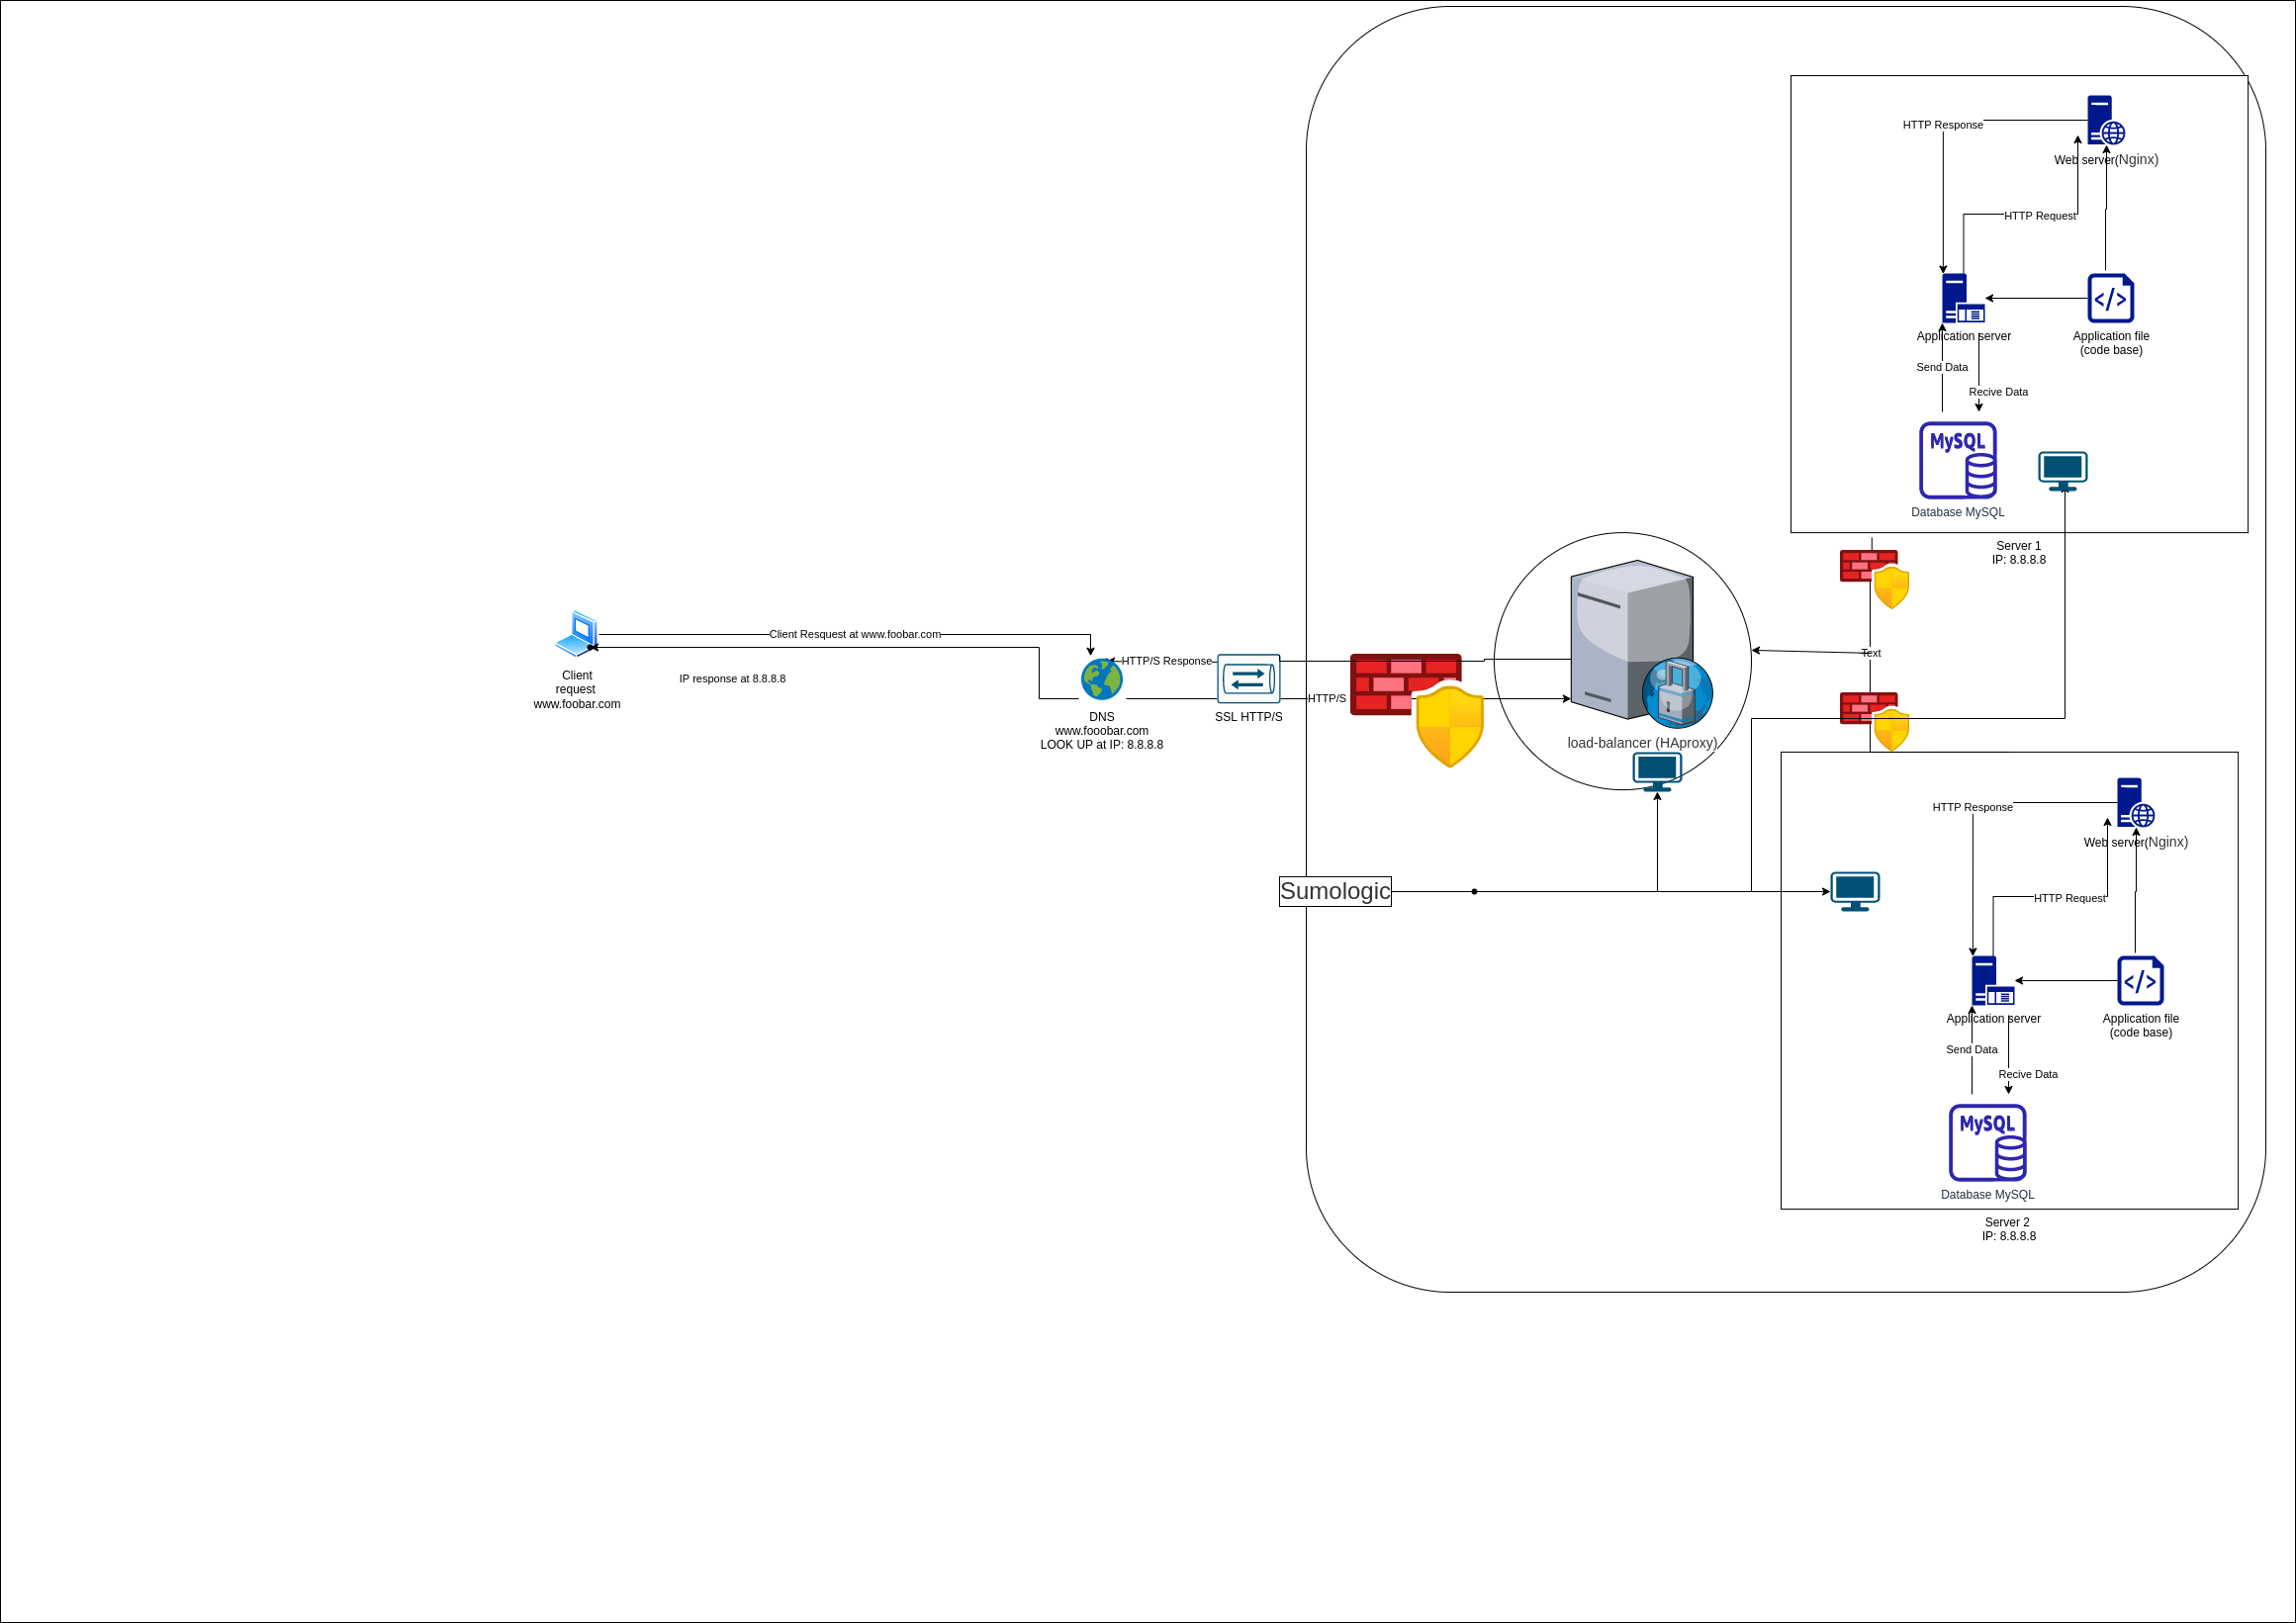 HTTP Response
Web server(Nginx)
HTTP Request
Application server
Application file
(code base)
Send Data
Recive Data
MySQL
Database MySQL
Server 1
IP: 8.8.8.8
Client Resquest at www.foobar.com
Client
request
www.foobar.com
IP response at 8.8.8.8
HTTP/S Response
DNS
www.fooobar.com
LOOK UP at IP: 8.8.8.8
SSL HTTP/S
HTTP/S
load-balancer (HAproxy)
Text
Sumologic
HTTP Response
Web server(Nginx)
HTTP Request
Application server
Application file
(code base)
Send Data
Recive Data
MySQL
Database MySQL
Server 2
IP: 8.8.8.8